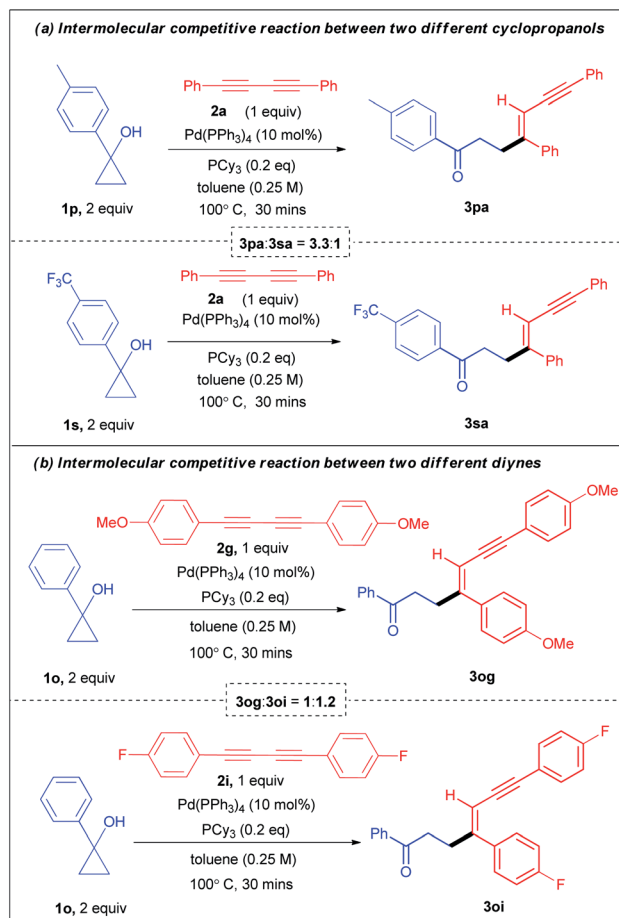 (a) Intermolecular competitive reaction between two different cyclopropanols
OH
1p, 2 equiv
Ph Ph
2a (1 equiv)
Pd(PPh3)4 (10 mol%)
PCy3 (0.2 eq)
toluene (0.25 M)
100° C, 30 mins
O
H
Ph
Ph
3pa
3pa:3sa = 3.3:1
F3C
OH
1s, 2 equiv
Ph Ph
2a (1 equiv)
Pd(PPh3)4 (10 mol%)
PCy3 (0.2 eq)
toluene (0.25 M)
100° C, 30 mins
F3C
O
H
Ph
Ph
3sa
(b) Intermolecular competitive reaction between two different diynes
OH
1o, 2 equiv
MeO OMe
2g, 1 equiv
Pd(PPh3)4 (10 mol%)
PCy3 (0.2 eq)
toluene (0.25 M)
100° C, 30 mins
Ph
O
H
OMe
OMe
3og
3og:3oi = 1:1.2
OH
1o, 2 equiv
F F
2i, 1 equiv
Pd(PPh3)4 (10 mol%)
PCy3 (0.2 eq)
toluene (0.25 M)
100° C, 30 mins
Ph
O
H
F
F
3oi